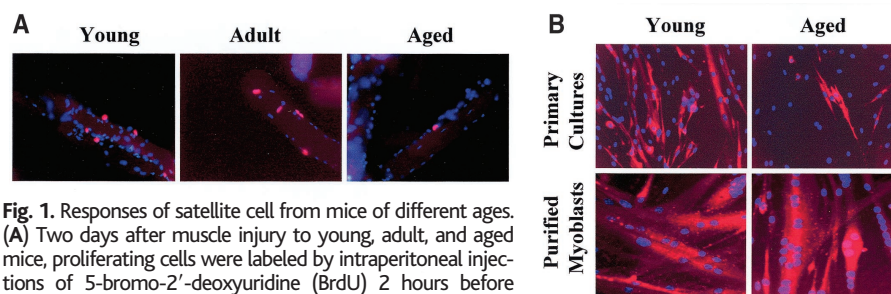 A
Young Adult Aged
Fig. 1. Responses of satellite cell from mice of different ages.
(A) Two days after muscle injury to young, adult, and aged
mice, proliferating cells were labeled by intraperitoneal injec-
tions of 5-bromo-2′-deoxyuridine (BrdU) 2 hours before
B
Young Aged
Primary
Cultures
Purified
Myoblasts